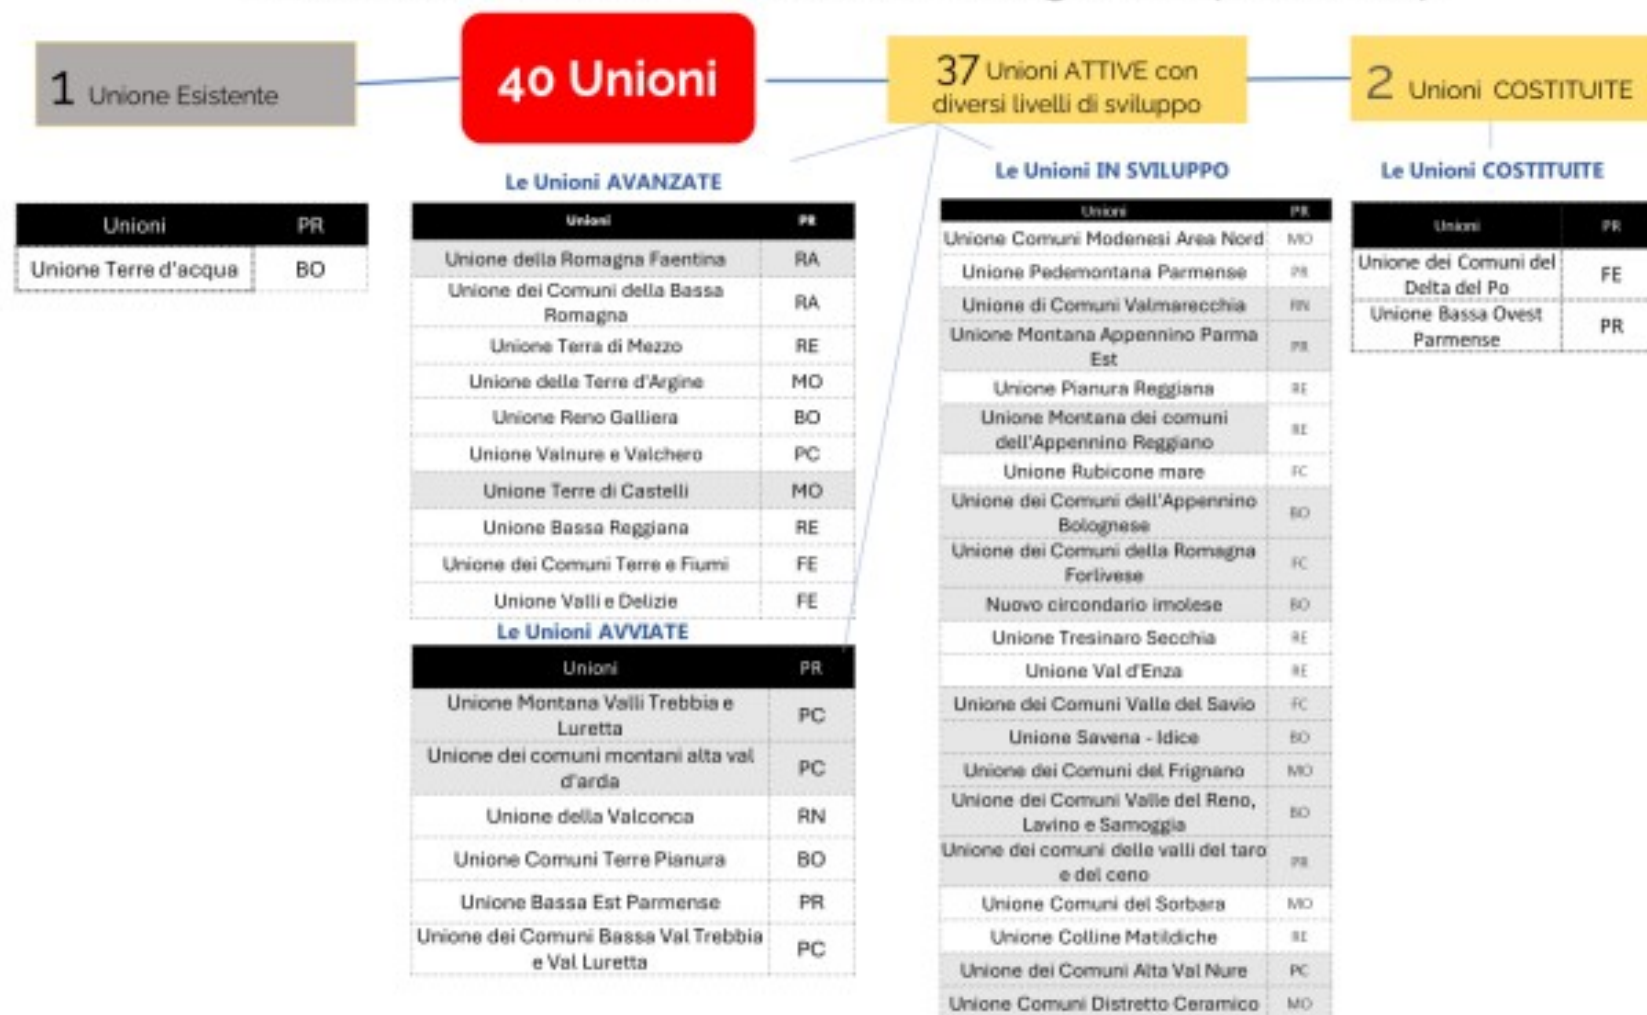 1 Unione Esistente
40 Unioni
37 Unioni ATTIVE con
diversi livelli di sviluppo
2 Unioni COSTITUITE
Unioni PR
Unione Terre d'acqua BO
Le Unioni AVANZATE
Unioni PR
Unione della Romagna Faentina RA
Unione dei Comuni della Bassa
Romagna RA
Unione Terra di Mezzo RE
Unione delle Terre d'Argine MO
Unione Reno Galliera BO
Unione Valnure e Valchero PC
Unione Terre di Castelli MO
Unione Bassa Reggiana RE
Unione dei Comuni Terre e Fiumi FE
Unione Valli e Delizie FE
Le Unioni AVVIATE
Unioni PR
Unione Montana Valli Trebbia e
Luretta PC
Unione dei comuni montani alta val
d'arda PC
Unione della Valconca RN
Unione Comuni Terre Pianura BO
Unione Bassa Est Parmense PR
Unione dei Comuni Bassa Val Trebbia
e Val Luretta PC
Le Unioni IN SVILUPPO
Unioni PR
Unione Comuni Modenesi Area Nord MO
Unione Pedemontana Parmense PR
Unione di Comuni Valmarecchia RN
Unione Montana Appennino Parma
Est PR
Unione Pianura Reggiana RE
Unione Montana dei comuni
dell'Appennino Reggiano RE
Unione Rubicone mare FC
Unione dei Comuni dell'Appennino
Bolognese BO
Unione dei Comuni della Romagna
Forlivese FC
Nuovo circondario imolese BO
Unione Tresinaro Secchia RE
Unione Val d'Enza RE
Unione dei Comuni Valle del Savio FC
Unione Savena - Idice BO
Unione dei Comuni del Frignano MO
Unione dei Comuni Valle del Reno,
Lavino e Samoggia BO
Unione dei comuni delle valli del taro
e del ceno PR
Unione Comuni del Sorbara MO
Unione Colline Matildiche RE
Unione dei Comuni Alta Val Nure PC
Unione Comuni Distretto Ceramico MO
Le Unioni COSTITUITE
Unioni PR
Unione dei Comuni del
Delta del Po FE
Unione Bassa Ovest
Parmense PR